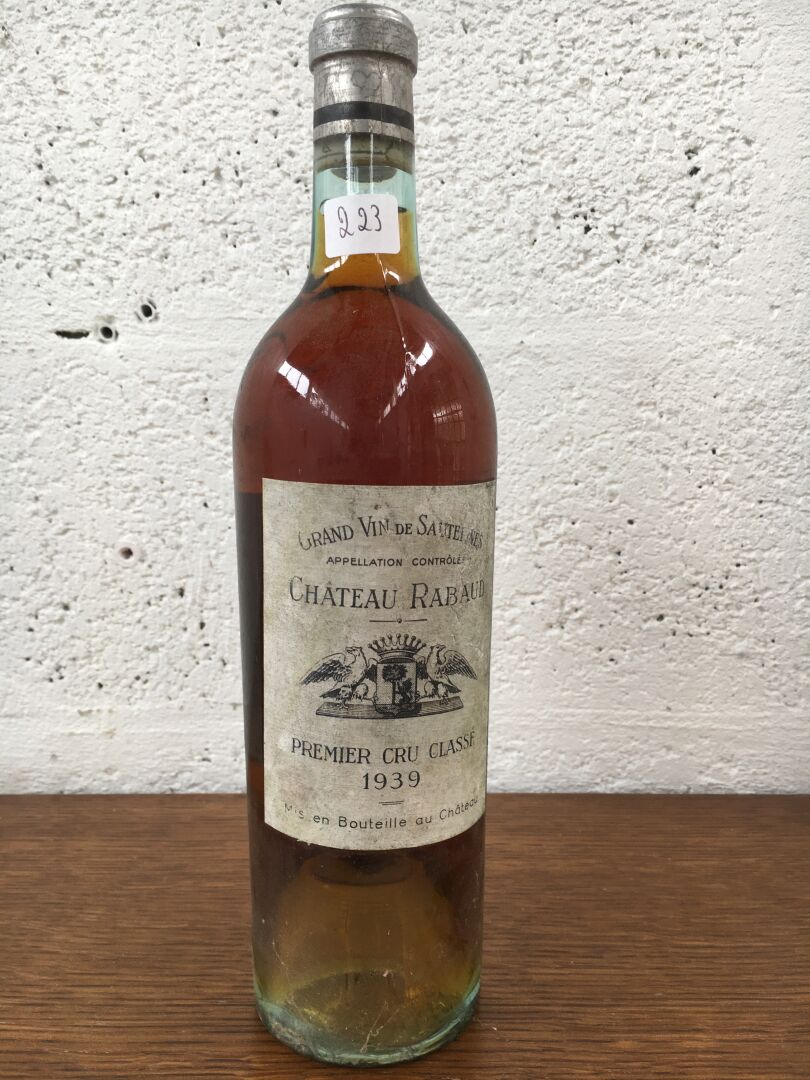 223
GRAND VIN DE SAUTERNES
APPELLATION CONTRÔLÉE
CHÂTEAU RABAUD
PREMIER CRU CLASSÉ
1939
Mis en Bouteille au Château